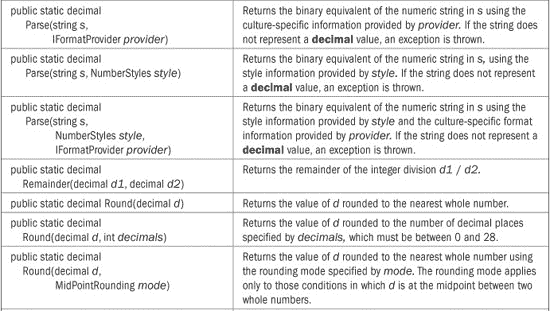 public static decimal
Parse(string s,
IFormatProvider provider)
Returns the binary equivalent of the numeric string in s using the
culture-specific information provided by provider. If the string does
not represent a decimal value, an exception is thrown.
public static decimal
Parse(string s, NumberStyles style)
Returns the binary equivalent of the numeric string in s, using the
style information provided by style. If the string does not represent
a decimal value, an exception is thrown.
public static decimal
Parse(string s,
NumberStyles style,
IFormatProvider provider)
Returns the binary equivalent of the numeric string in s using the
style information provided by style and the culture-specific format
information provided by provider. If the string does not represent a
decimal value, an exception is thrown.
public static decimal
Remainder(decimal d1, decimal d2)
Returns the remainder of the integer division d1 / d2.
public static decimal Round(decimal d)
Returns the value of d rounded to the nearest whole number.
public static decimal
Round(decimal d, int decimals)
Returns the value of d rounded to the number of decimal places
specified by decimals, which must be between 0 and 28.
public static decimal
Round(decimal d,
MidPointRounding mode)
Returns the value of d rounded to the nearest whole number using
the rounding mode specified by mode. The rounding mode applies
only to those conditions in which d is at the midpoint between two
whole numbers.